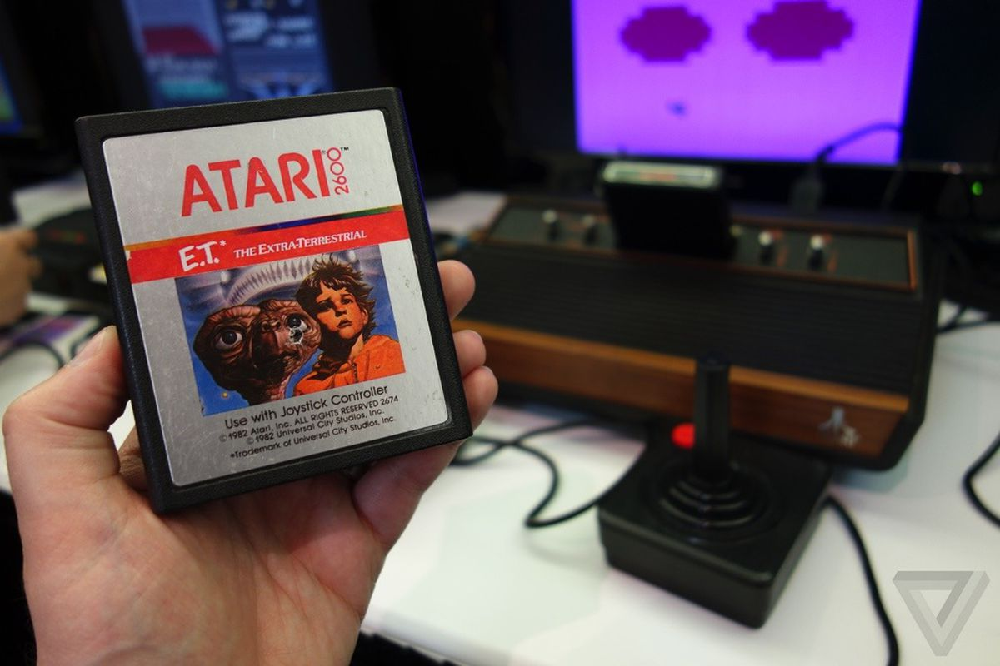 ATARI® 2600™
E.T.* THE EXTRA-TERRESTRIAL
Use with Joystick Controller
© 1982 Atari, Inc. ALL RIGHTS RESERVED 2674
© 1982 Universal City Studios, Inc.
*Trademark of Universal City Studios, Inc.